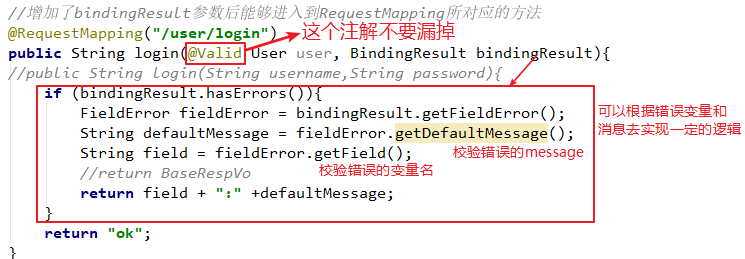 //增加了bindingResult参数后能够进入到RequestMapping所对应的方法
@RequestMapping("/user/login") 这个注解不要漏掉
public String login(@Valid User user, BindingResult bindingResult){
//public String login(String username,String password){
if (bindingResult.hasErrors()){
FieldError fieldError = bindingResult.getFieldError();
可以根据错误变量和
消息去实现一定的逻辑
String defaultMessage = fieldError.getDefaultMessage();
String field = fieldError.getField(); 校验错误的message
//return BaseRespVo 校验错误的变量名
return field + ":" +defaultMessage;
}
return "ok";
}